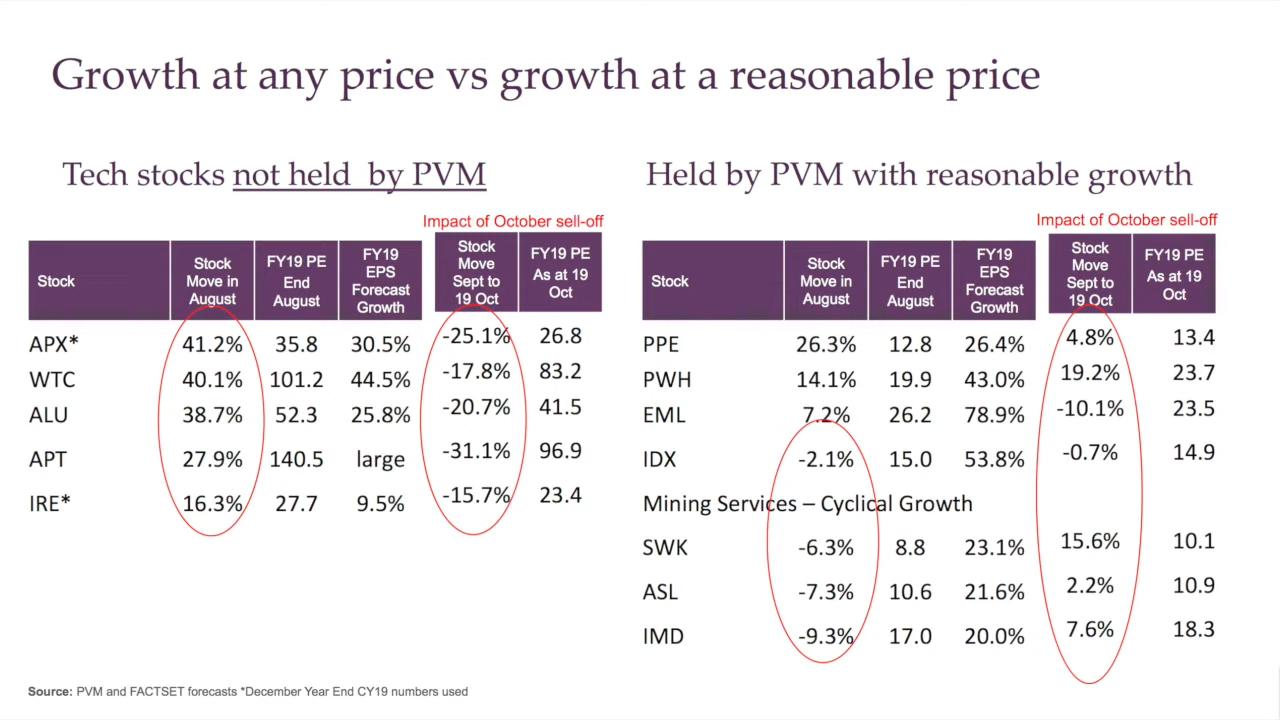 Growth at any price vs growth at a reasonable price
Tech stocks not held by PVM
Impact of October sell-off
Stock | Stock Move in August | FY19 PE End August | FY19 EPS Forecast Growth | Stock Move Sept to 19 Oct | FY19 PE As at 19 Oct
APX* 41.2% 35.8 30.5% -25.1% 26.8
WTC 40.1% 101.2 44.5% -17.8% 83.2
ALU 38.7% 52.3 25.8% -20.7% 41.5
APT 27.9% 140.5 large -31.1% 96.9
IRE* 16.3% 27.7 9.5% -15.7% 23.4
Held by PVM with reasonable growth
Impact of October sell-off
Stock | Stock Move in August | FY19 PE End August | FY19 EPS Forecast Growth | Stock Move Sept to 19 Oct | FY19 PE As at 19 Oct
PPE 26.3% 12.8 26.4% 4.8% 13.4
PWH 14.1% 19.9 43.0% 19.2% 23.7
EML 7.2% 26.2 78.9% -10.1% 23.5
IDX -2.1% 15.0 53.8% -0.7% 14.9
Mining Services – Cyclical Growth
SWK -6.3% 8.8 23.1% 15.6% 10.1
ASL -7.3% 10.6 21.6% 2.2% 10.9
IMD -9.3% 17.0 20.0% 7.6% 18.3
Source: PVM and FACTSET forecasts *December Year End CY19 numbers used